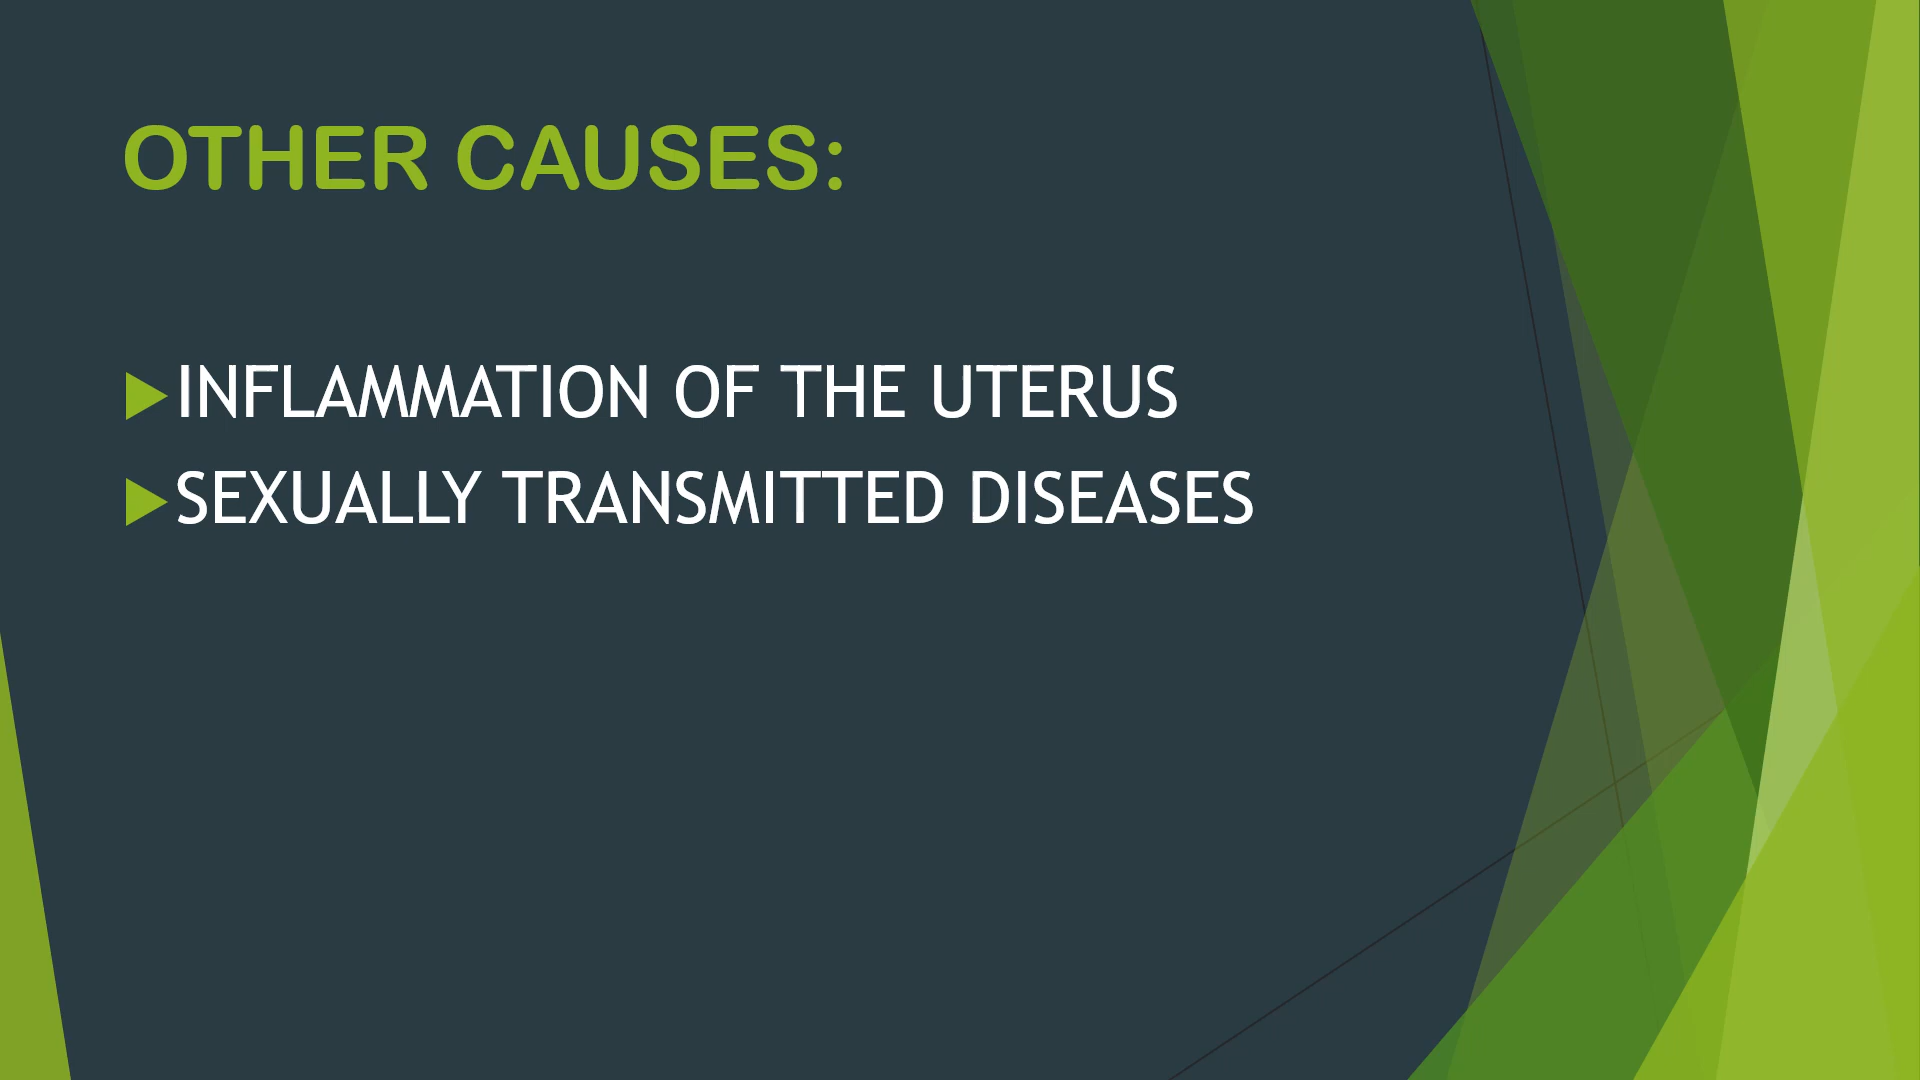 OTHER CAUSES:
INFLAMMATION OF THE UTERUS
SEXUALLY TRANSMITTED DISEASES